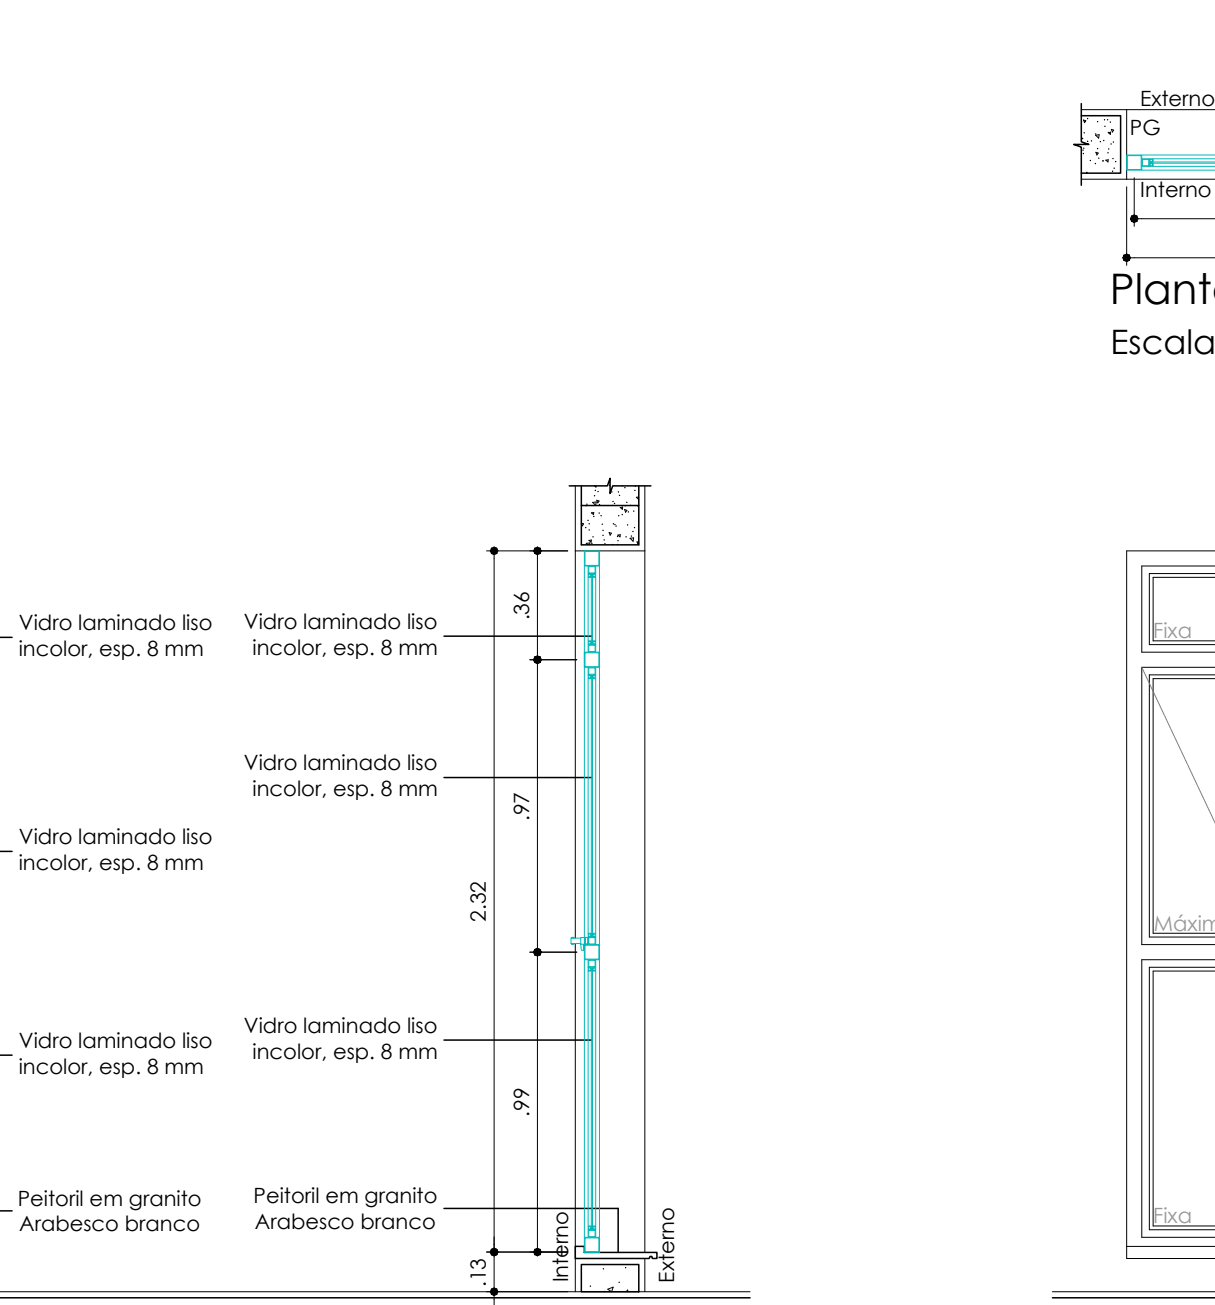 Externo
PG
Interno
Plant
Escala
Vidro laminado liso
incolor, esp. 8 mm
Vidro laminado liso
incolor, esp. 8 mm
.36
Fixa
Vidro laminado liso
incolor, esp. 8 mm
.97
Vidro laminado liso
incolor, esp. 8 mm
2.32
Máxim
Vidro laminado liso
incolor, esp. 8 mm
Vidro laminado liso
incolor, esp. 8 mm
.99
Peitoril em granito
Arabesco branco
Peitoril em granito
Arabesco branco
Interno
Externo
Fixa
.13